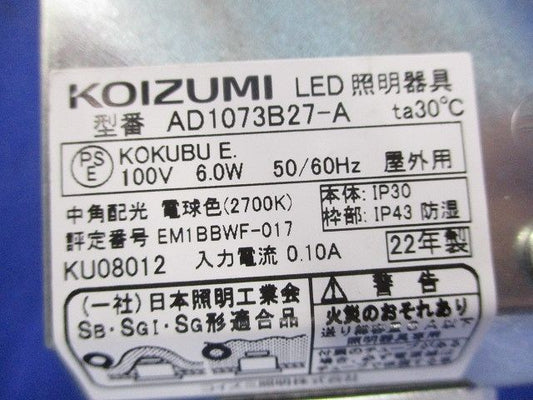 KOIZUMI LED 照明器具
型番 AD1073B27-A ta30℃
PS E KOKUBU E.
100V 6.0W 50/60Hz 屋外用
中角配光 電球色(2700K) 本体:IP30
評定番号 EM1BBWF-017 枠部:IP43 防湿
KU08012 入力電流 0.10A 22年製
(一社)日本照明工業会
SB・SGI・SG形適合品
警告
火災のおそれあり